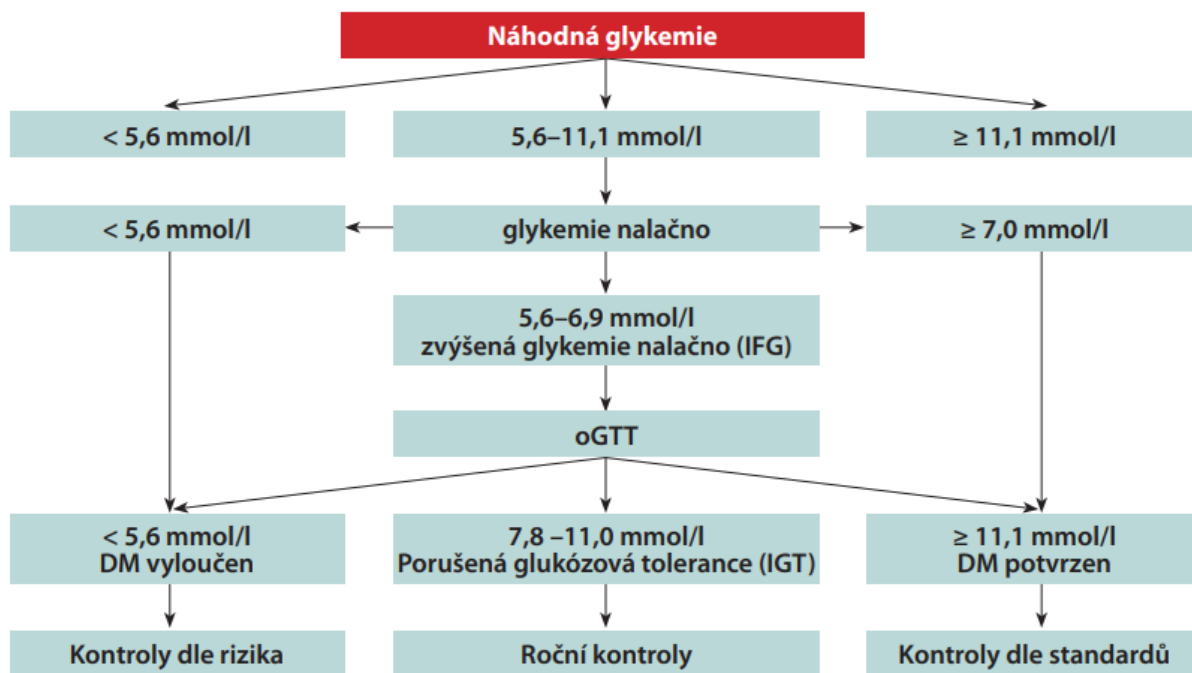 Náhodná glykemie
< 5,6 mmol/l
5,6–11,1 mmol/l
≥ 11,1 mmol/l
< 5,6 mmol/l
glykemie nalačno
≥ 7,0 mmol/l
5,6–6,9 mmol/l
zvýšená glykemie nalačno (IFG)
oGTT
< 5,6 mmol/l
DM vyloučen
7,8 –11,0 mmol/l
Porušená glukózová tolerance (IGT)
≥ 11,1 mmol/l
DM potvrzen
Kontroly dle rizika
Roční kontroly
Kontroly dle standardů